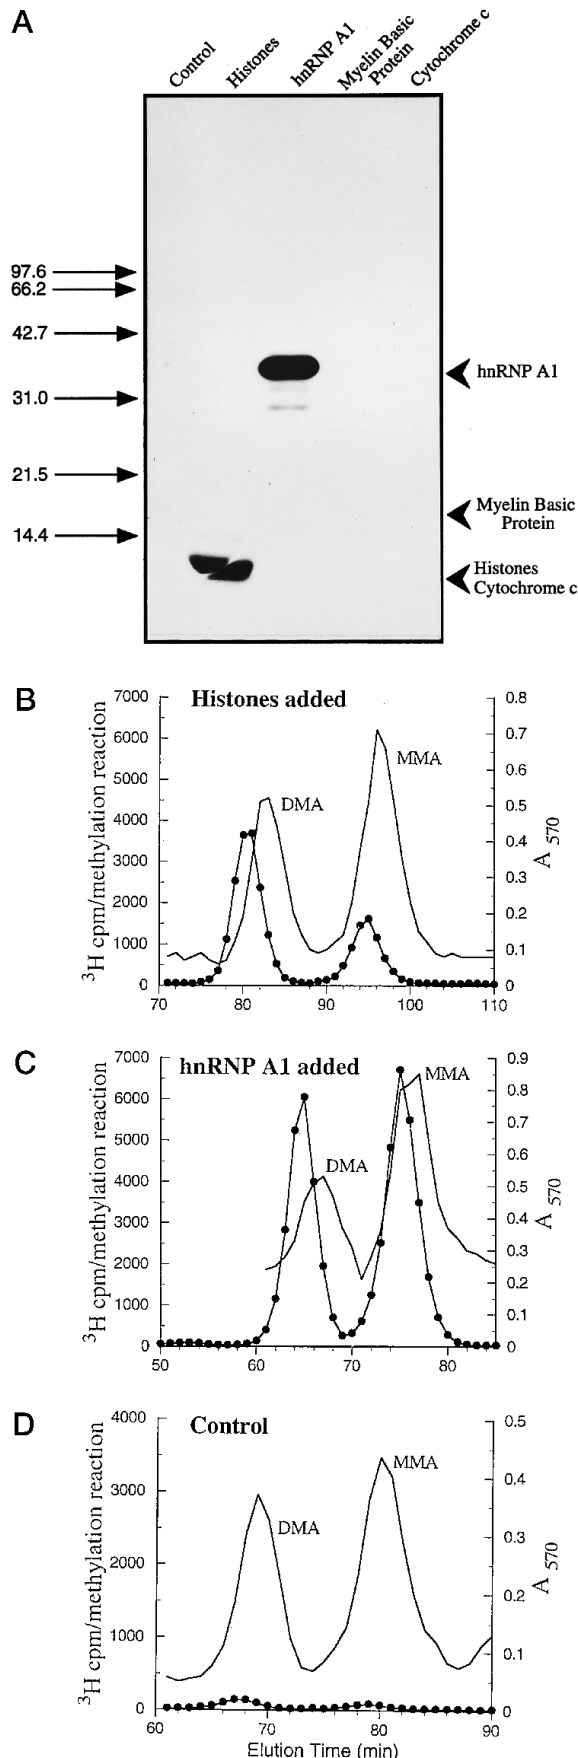 A
Control
Histones
hnRNP A1
Myelin Basic
Protein
Cytochrome c
97.6
66.2
42.7
31.0
21.5
14.4
hnRNP A1
Myelin Basic
Protein
Histones
Cytochrome c
B
Histones added
³H cpm/methylation reaction
7000
6000
5000
4000
3000
2000
1000
0
DMA
MMA
0.8
0.7
0.6
0.5
0.4
0.3
0.2
0.1
0
A 570
70 80 90 100 110
C
hnRNP A1 added
³H cpm/methylation reaction
7000
6000
5000
4000
3000
2000
1000
0
DMA
MMA
0.9
0.8
0.7
0.6
0.5
0.4
0.3
0.2
0.1
0
A 570
50 60 70 80
D
Control
³H cpm/methylation reaction
4000
3000
2000
1000
0
DMA
MMA
0.5
0.4
0.3
0.2
0.1
0
A 570
60 70 80 90
Elution Time (min)